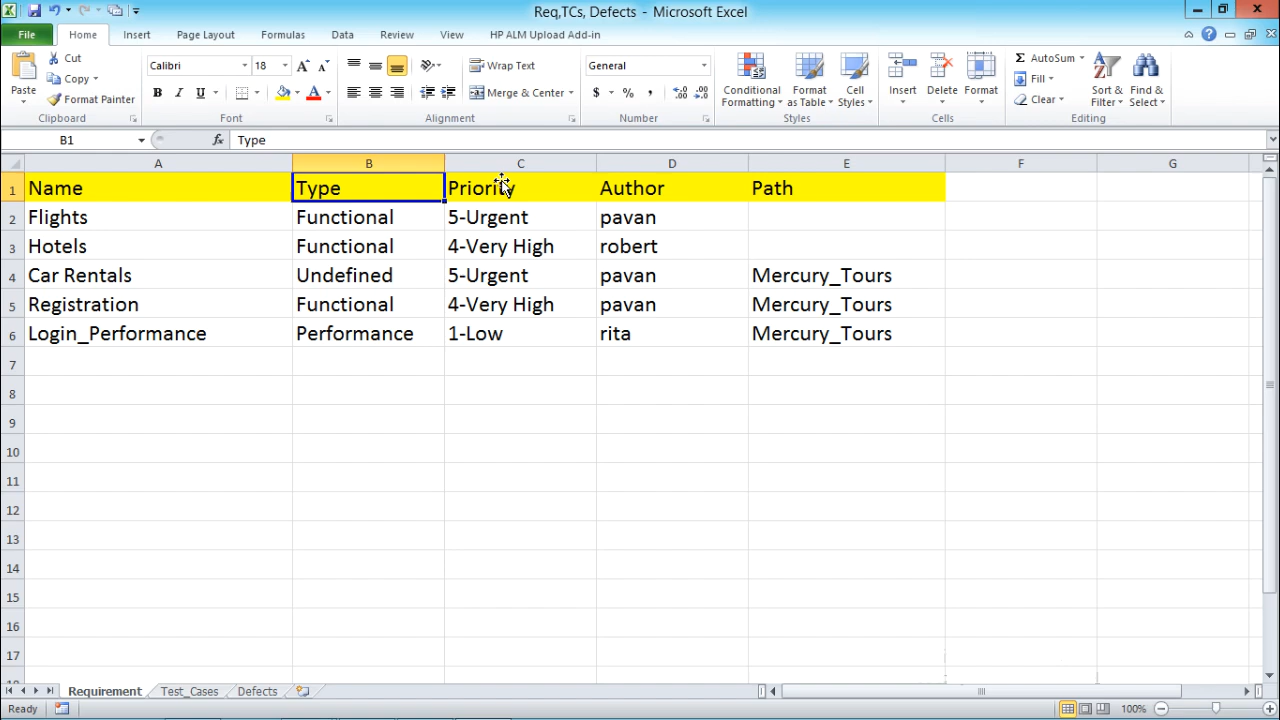 Req,TCs, Defects - Microsoft Excel
File Home Insert Page Layout Formulas Data Review View HP ALM Upload Add-in
Paste Cut Copy Format Painter Clipboard
Calibri 18 B I U A Font
Wrap Text Merge & Center Alignment
General $ % , Number
Conditional Formatting Format as Table Cell Styles Styles
Insert Delete Format Cells
Σ AutoSum Fill Clear Sort & Filter Find & Select Editing
B1 fx Type
A B C D E F G
1 Name Type Priority Author Path
2 Flights Functional 5-Urgent pavan
3 Hotels Functional 4-Very High robert
4 Car Rentals Undefined 5-Urgent pavan Mercury_Tours
5 Registration Functional 4-Very High pavan Mercury_Tours
6 Login_Performance Performance 1-Low rita Mercury_Tours
7
8
9
10
11
12
13
14
15
16
17
Requirement Test_Cases Defects
Ready 100%